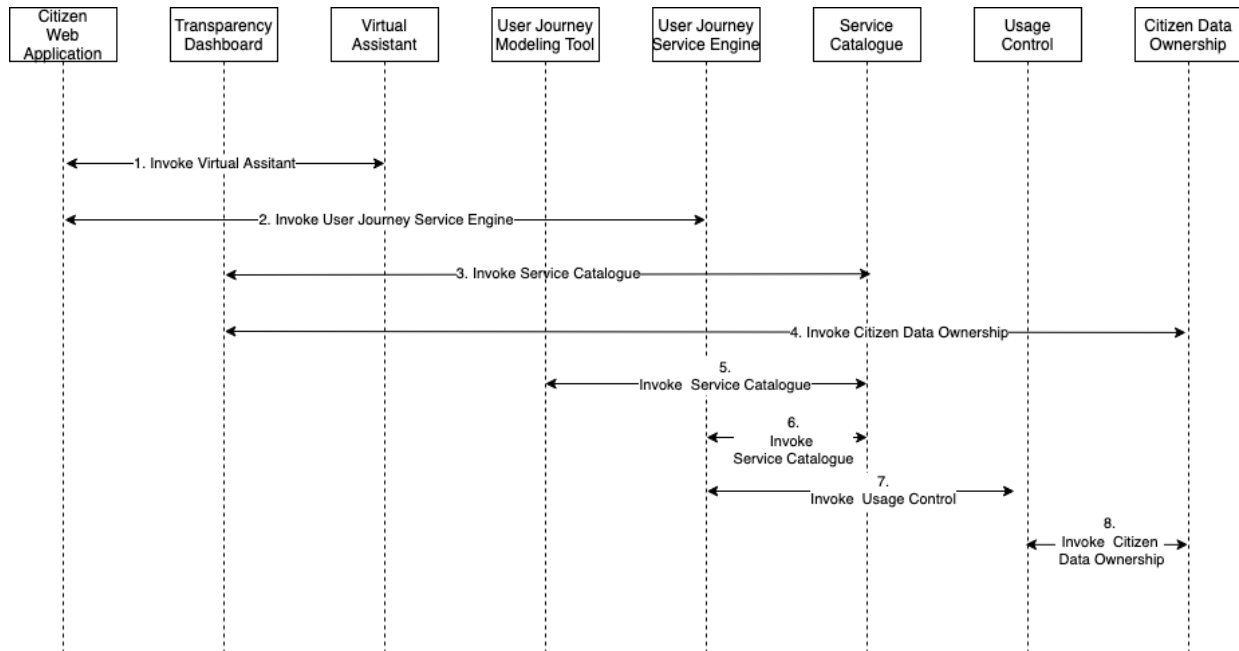 Citizen
Web
Application
Transparency
Dashboard
Virtual
Assistant
User Journey
Modeling Tool
User Journey
Service Engine
Service
Catalogue
Usage
Control
Citizen Data
Ownership
1. Invoke Virtual Assitant
2. Invoke User Journey Service Engine
3. Invoke Service Catalogue
4. Invoke Citizen Data Ownership
5.
Invoke Service Catalogue
6.
Invoke
Service Catalogue
7.
Invoke Usage Control
8.
Invoke Citizen
Data Ownership